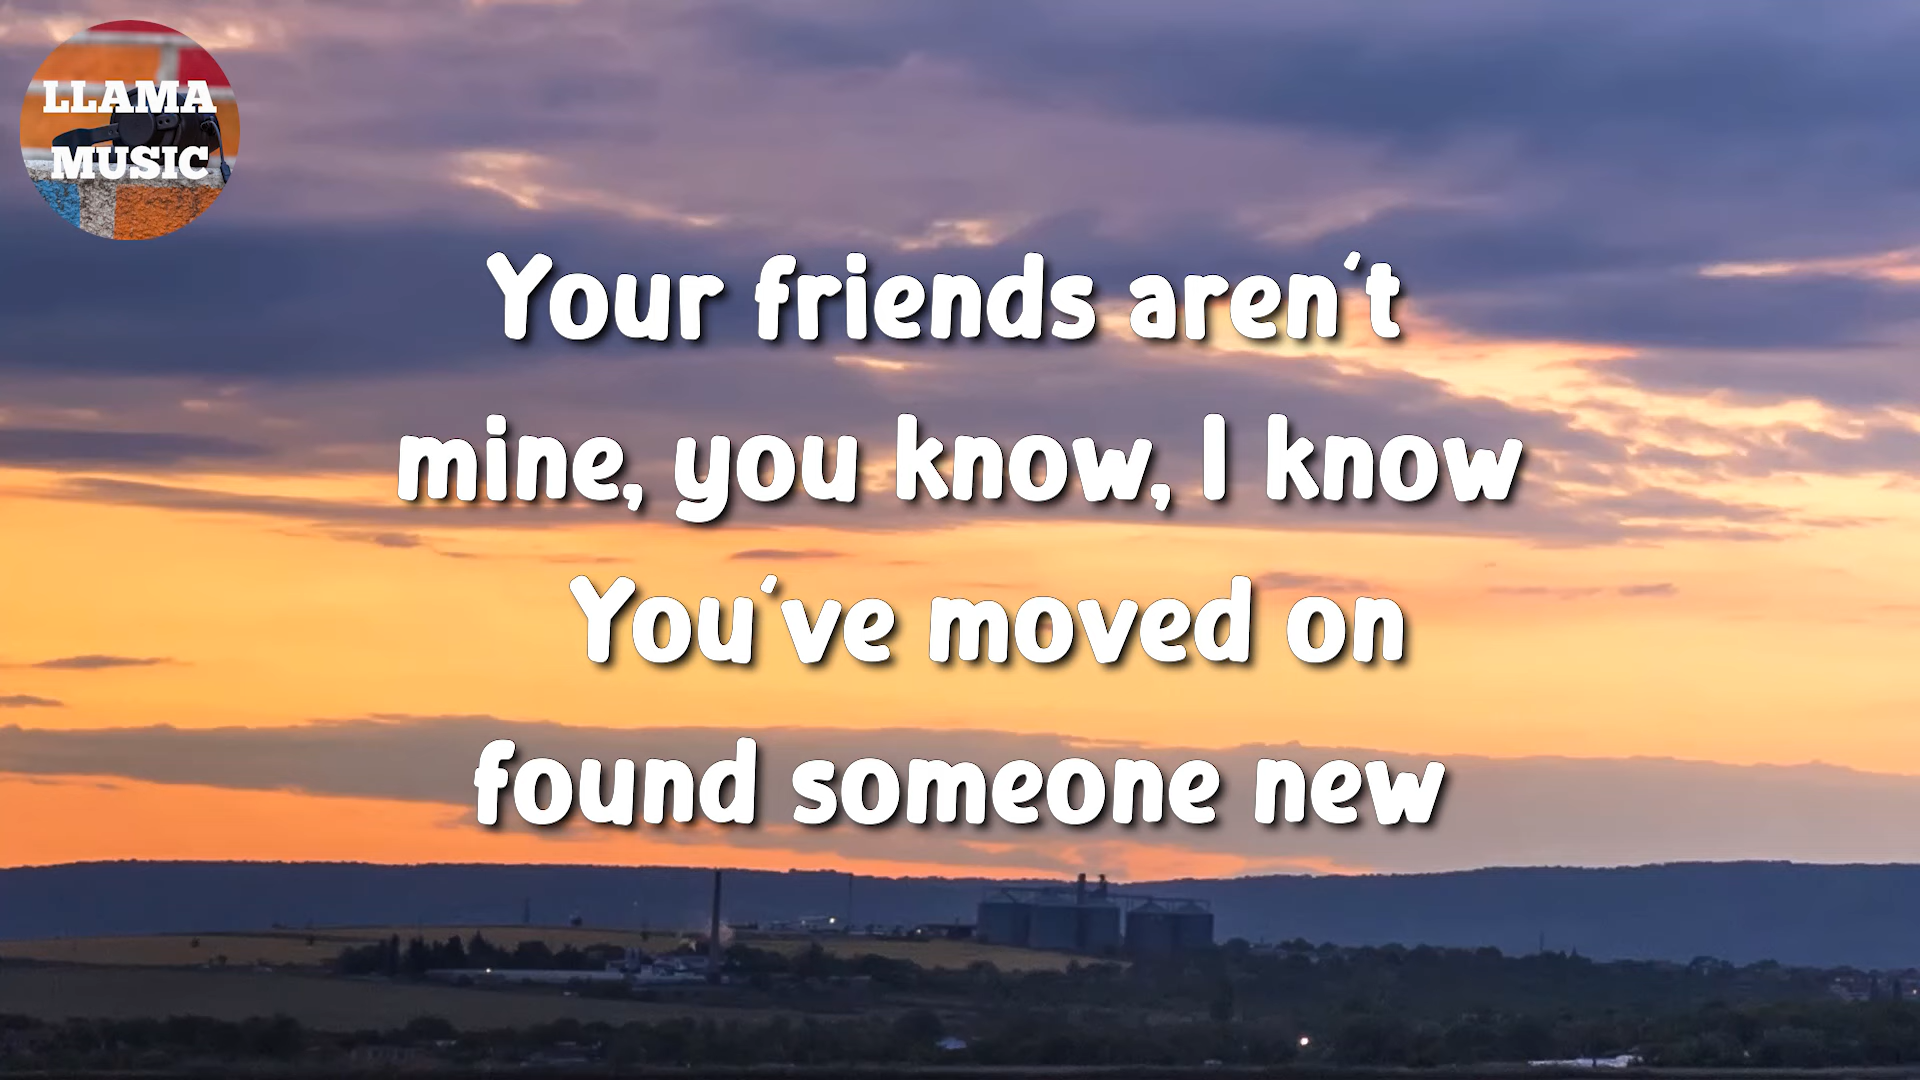 LLAMA
MUSIC
Your friends aren't
mine, you know, I know
You've moved on
found someone new